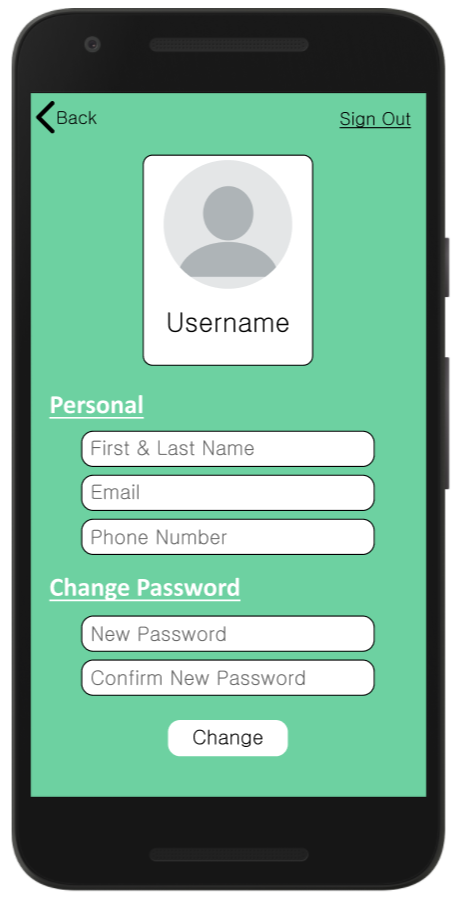 Back
Sign Out
Username
Personal
First & Last Name
Email
Phone Number
Change Password
New Password
Confirm New Password
Change